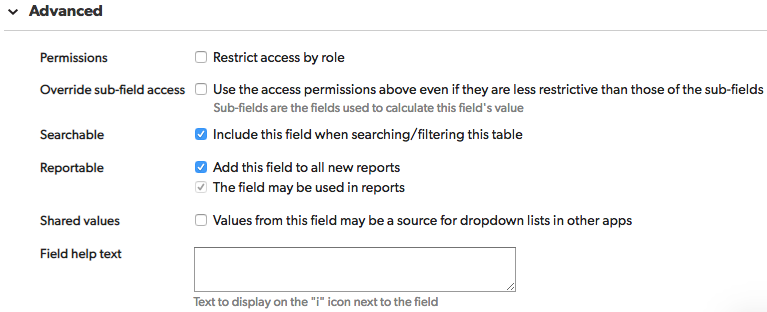 Advanced
Permissions Restrict access by role
Override sub-field access Use the access permissions above even if they are less restrictive than those of the sub-fields
Sub-fields are the fields used to calculate this field's value
Searchable Include this field when searching/filtering this table
Reportable Add this field to all new reports
The field may be used in reports
Shared values Values from this field may be a source for dropdown lists in other apps
Field help text
Text to display on the "i" icon next to the field